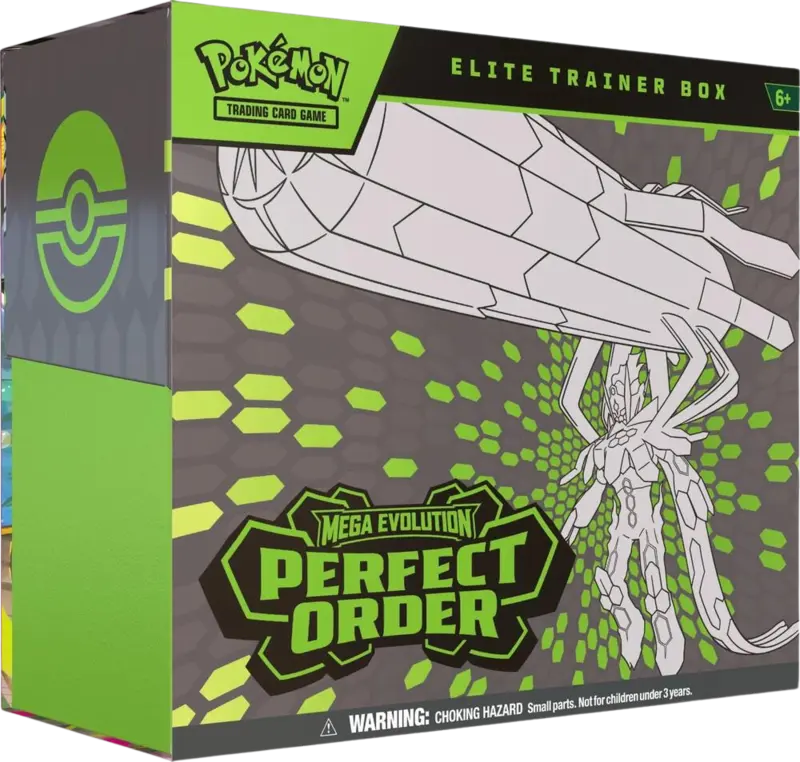 POKéMON
TRADING CARD GAME
ELITE TRAINER BOX
6+
MEGA EVOLUTION
PERFECT
ORDER
WARNING: CHOKING HAZARD Small parts. Not for children under 3 years.